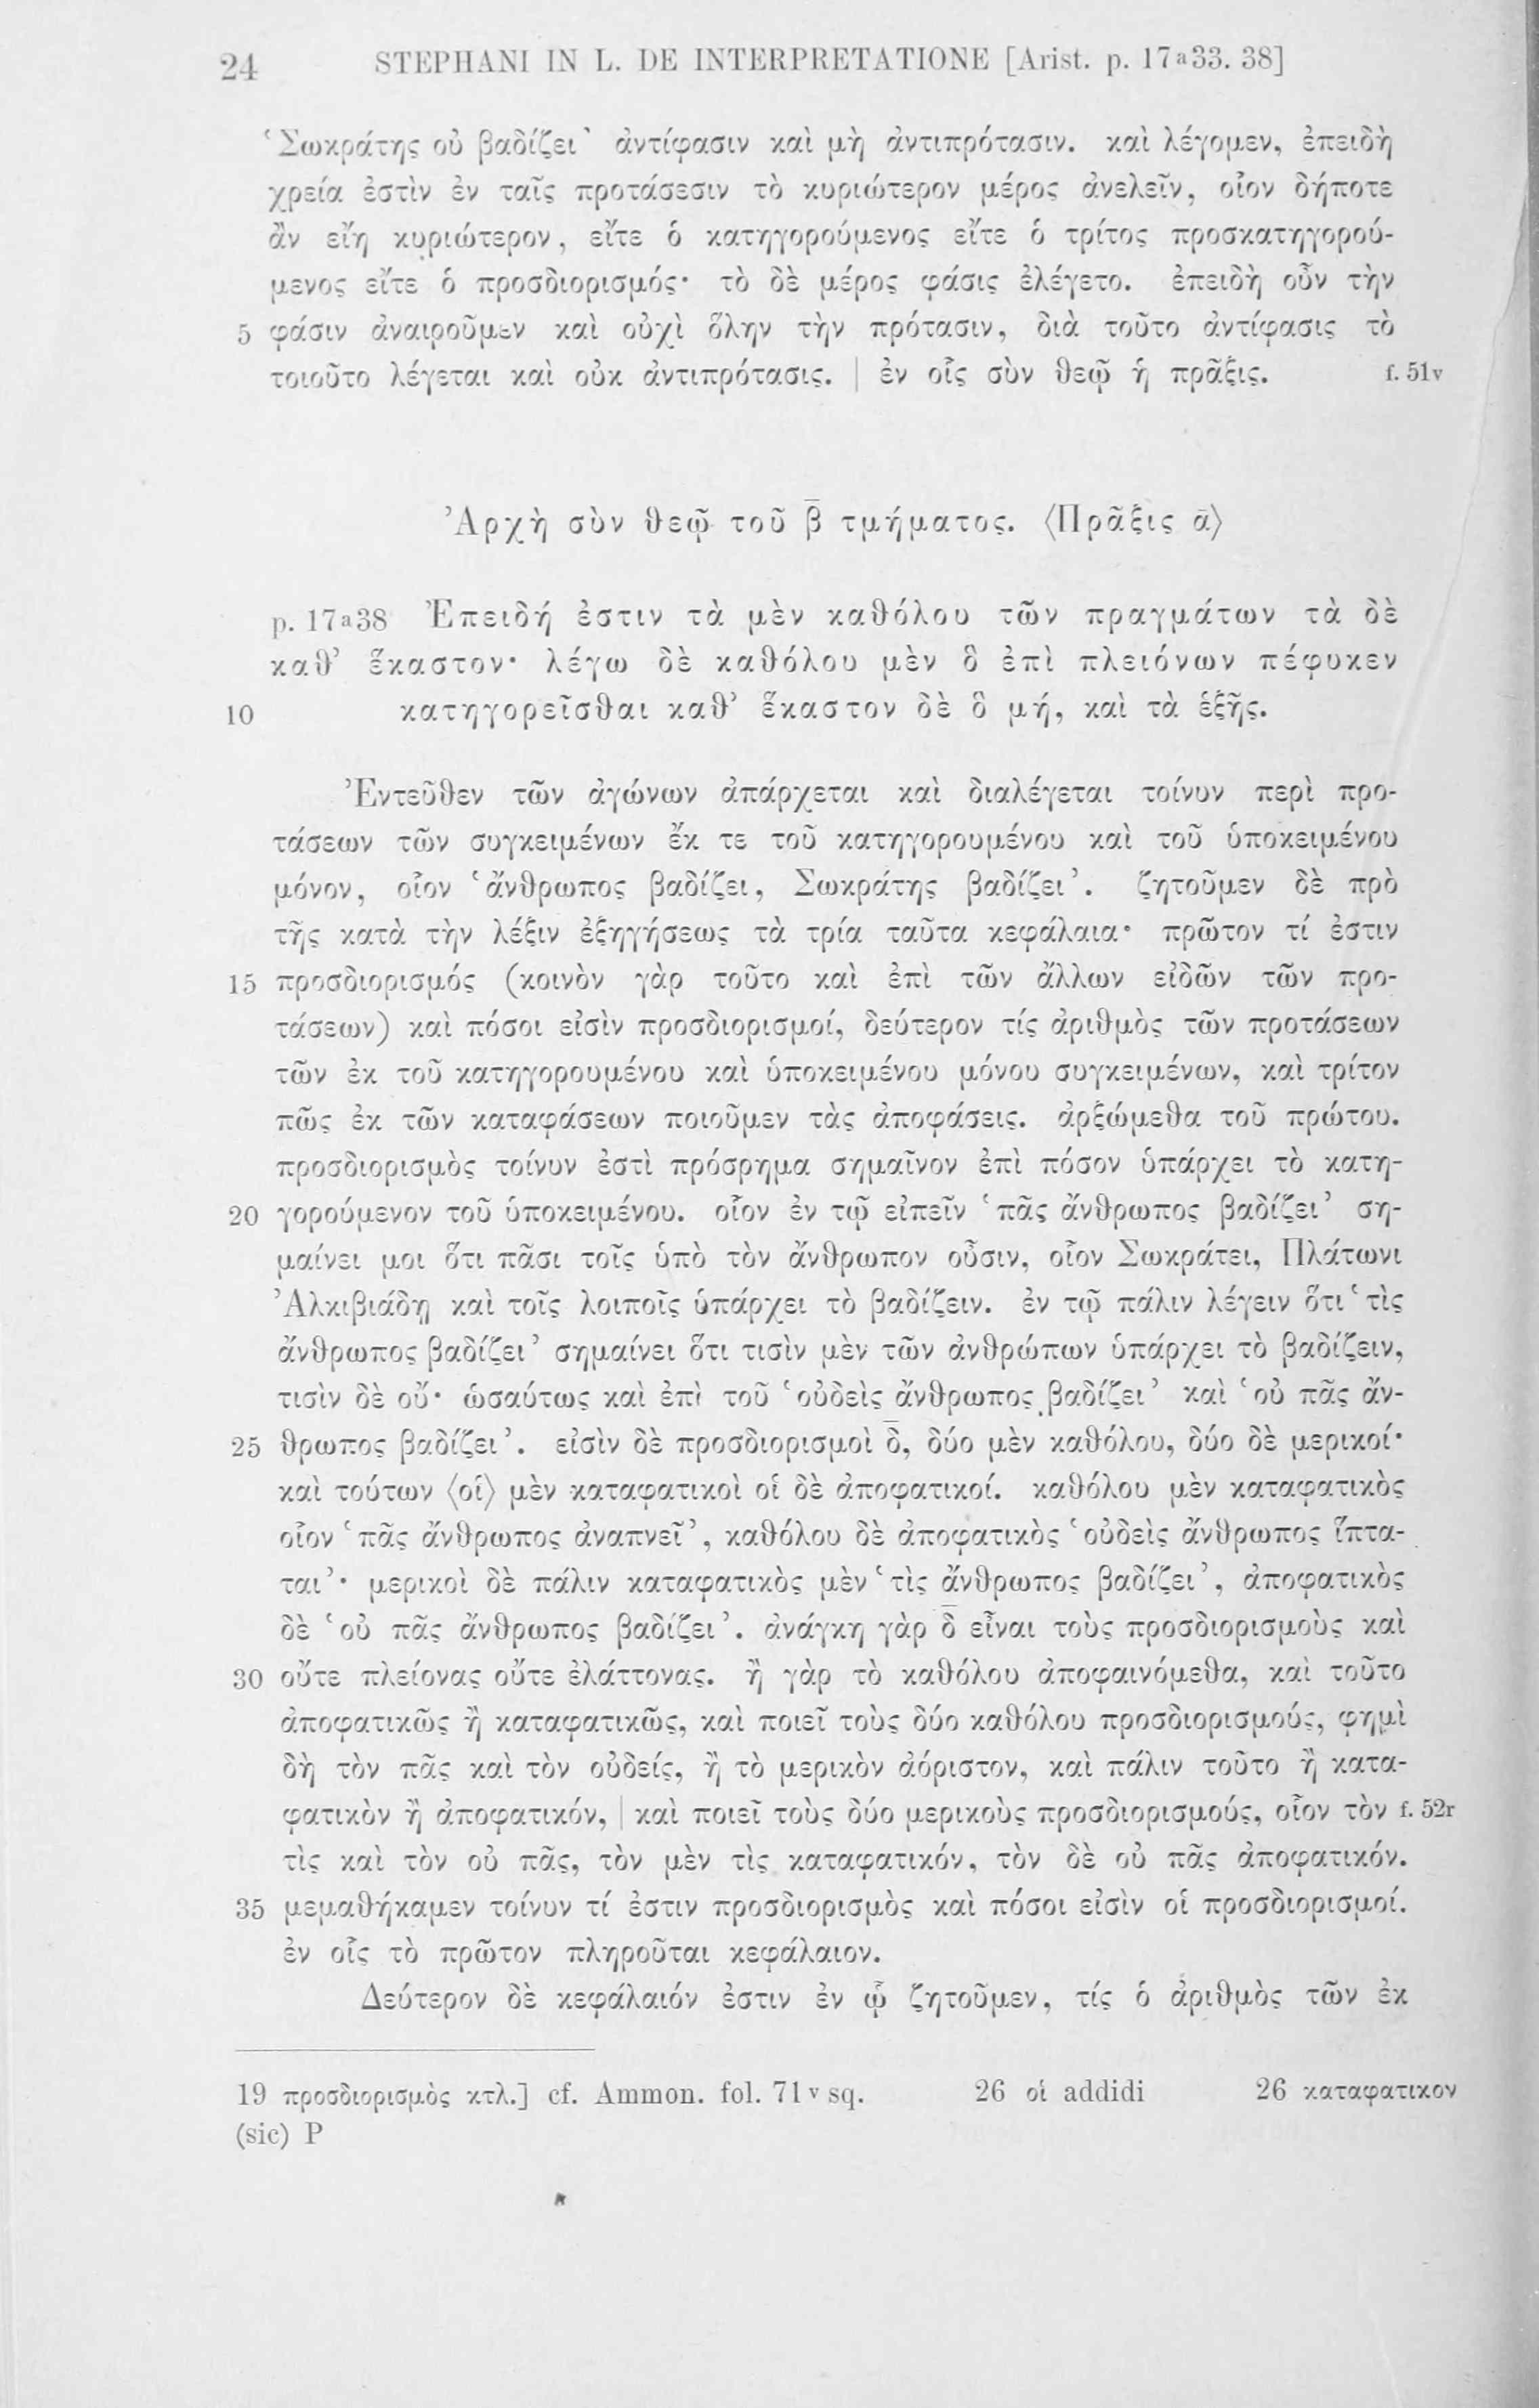 24 STEPHANI IN L. DE INTERPRETATIONE [Arist. p. 17a33. 38]
‘Σωκράτης οὐ βαδίζει’ ἀντίφασιν καὶ μὴ ἀντιπρότασιν. καὶ λέγομεν, ἐπειδὴ
χρεία ἐστὶν ἐν ταῖς προτάσεσιν τὸ κυριώτερον μέρος ἀνελεῖν, οἷον δήποτε
ἂν εἴη κυριώτερον, εἴτε ὁ κατηγορούμενος εἴτε ὁ τρίτος προσκατηγορού-
μενος εἴτε ὁ προσδιορισμός· τὸ δὲ μέρος φάσις ἐλέγετο. ἐπειδὴ οὖν τὴν
5 φάσιν ἀναιροῦμεν καὶ οὐχὶ ὅλην τὴν πρότασιν, διὰ τοῦτο ἀντίφασις τὸ
τοιοῦτο λέγεται καὶ οὐκ ἀντιπρότασις. | ἐν οἷς σὺν θεῷ ἡ πρᾶξις. f. 51v
Ἀρχὴ σὺν θεῷ τοῦ β̄ τμήματος. ⟨Πρᾶξις ᾱ⟩
p. 17a38 Ἐπειδή ἐστιν τὰ μὲν καθόλου τῶν πραγμάτων τὰ δὲ
καθ’ ἕκαστον· λέγω δὲ καθόλου μὲν ὃ ἐπὶ πλειόνων πέφυκεν
10 κατηγορεῖσθαι καθ’ ἕκαστον δὲ ὃ μή, καὶ τὰ ἑξῆς.
Ἐντεῦθεν τῶν ἀγώνων ἀπάρχεται καὶ διαλέγεται τοίνυν περὶ προ-
τάσεων τῶν συγκειμένων ἔκ τε τοῦ κατηγορουμένου καὶ τοῦ ὑποκειμένου
μόνον, οἷον ‘ἄνθρωπος βαδίζει, Σωκράτης βαδίζει’. ζητοῦμεν δὲ πρὸ
τῆς κατὰ τὴν λέξιν ἐξηγήσεως τὰ τρία ταῦτα κεφάλαια· πρῶτον τί ἐστιν
15 προσδιορισμός (κοινὸν γὰρ τοῦτο καὶ ἐπὶ τῶν ἄλλων εἰδῶν τῶν προ-
τάσεων) καὶ πόσοι εἰσὶν προσδιορισμοί, δεύτερον τίς ἀριθμὸς τῶν προτάσεων
τῶν ἐκ τοῦ κατηγορουμένου καὶ ὑποκειμένου μόνου συγκειμένων, καὶ τρίτον
πῶς ἐκ τῶν καταφάσεων ποιοῦμεν τὰς ἀποφάσεις. ἀρξώμεθα τοῦ πρώτου.
προσδιορισμὸς τοίνυν ἐστὶ πρόσρημα σημαῖνον ἐπὶ πόσον ὑπάρχει τὸ κατη-
20 γορούμενον τοῦ ὑποκειμένου. οἷον ἐν τῷ εἰπεῖν ‘πᾶς ἄνθρωπος βαδίζει’ ση-
μαίνει μοι ὅτι πᾶσι τοῖς ὑπὸ τὸν ἄνθρωπον οὖσιν, οἷον Σωκράτει, Πλάτωνι
Ἀλκιβιάδῃ καὶ τοῖς λοιποῖς ὑπάρχει τὸ βαδίζειν. ἐν τῷ πάλιν λέγειν ὅτι ‘τὶς
ἄνθρωπος βαδίζει’ σημαίνει ὅτι τισὶν μὲν τῶν ἀνθρώπων ὑπάρχει τὸ βαδίζειν,
τισὶν δὲ οὔ· ὡσαύτως καὶ ἐπὶ τοῦ ‘οὐδεὶς ἄνθρωπος βαδίζει’ καὶ ‘οὐ πᾶς ἄν-
25 θρωπος βαδίζει’. εἰσὶν δὲ προσδιορισμοὶ δ̄, δύο μὲν καθόλου, δύο δὲ μερικοί·
καὶ τούτων ⟨οἱ⟩ μὲν καταφατικοὶ οἱ δὲ ἀποφατικοί. καθόλου μὲν καταφατικὸς
οἷον ‘πᾶς ἄνθρωπος ἀναπνεῖ’, καθόλου δὲ ἀποφατικὸς ‘οὐδεὶς ἄνθρωπος ἵπτα-
ται’· μερικοὶ δὲ πάλιν καταφατικὸς μὲν ‘τὶς ἄνθρωπος βαδίζει’, ἀποφατικὸς
δὲ ‘οὐ πᾶς ἄνθρωπος βαδίζει’. ἀνάγκη γὰρ δ̄ εἶναι τοὺς προσδιορισμοὺς καὶ
30 οὔτε πλείονας οὔτε ἐλάττονας. ἢ γὰρ τὸ καθόλου ἀποφαινόμεθα, καὶ τοῦτο
ἀποφατικῶς ἢ καταφατικῶς, καὶ ποιεῖ τοὺς δύο καθόλου προσδιορισμούς, φημὶ
δὴ τὸν πᾶς καὶ τὸν οὐδείς, ἢ τὸ μερικὸν ἀόριστον, καὶ πάλιν τοῦτο ἢ κατα-
φατικὸν ἢ ἀποφατικόν, | καὶ ποιεῖ τοὺς δύο μερικοὺς προσδιορισμούς, οἷον τὸν f. 52r
τὶς καὶ τὸν οὐ πᾶς, τὸν μὲν τὶς καταφατικόν, τὸν δὲ οὐ πᾶς ἀποφατικόν.
35 μεμαθήκαμεν τοίνυν τί ἐστιν προσδιορισμὸς καὶ πόσοι εἰσὶν οἱ προσδιορισμοί.
ἐν οἷς τὸ πρῶτον πληροῦται κεφάλαιον.
Δεύτερον δὲ κεφάλαιόν ἐστιν ἐν ᾧ ζητοῦμεν, τίς ὁ ἀριθμὸς τῶν ἐκ
19 προσδιορισμὸς κτλ.] cf. Ammon. fol. 71v sq. 26 οἱ addidi 26 καταφατικον
(sic) P